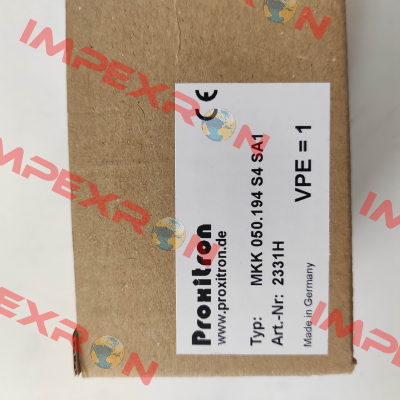 Proxitron
www.proxitron.de
Typ: MKK 050.194 S4 SA1
Art.-Nr: 2331H
VPE = 1
Made in Germany
CE
IMPEXRON
IMPEXRON
IMPEXRON